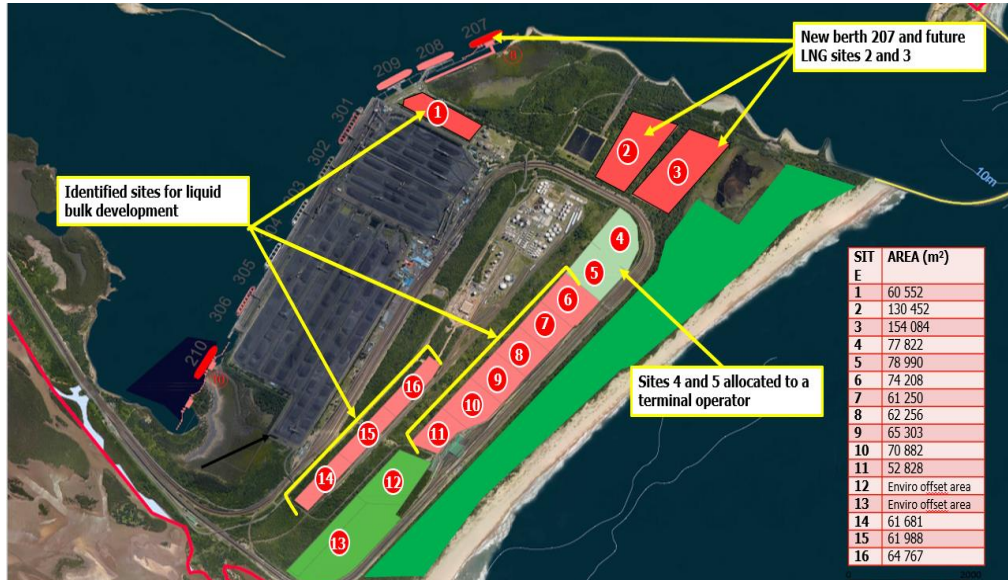 207
208
209
301
302
303
305
306
210
New berth 207 and future
LNG sites 2 and 3
Identified sites for liquid
bulk development
Sites 4 and 5 allocated to a
terminal operator
1
2
3
4
5
6
7
8
9
10
11
12
13
14
15
16
10m
SIT
E AREA (m²)
1 60 552
2 130 452
3 154 084
4 77 822
5 78 990
6 74 208
7 61 250
8 62 256
9 65 303
10 70 882
11 52 828
12 Enviro offset area
13 Enviro offset area
14 61 681
15 61 988
16 64 767